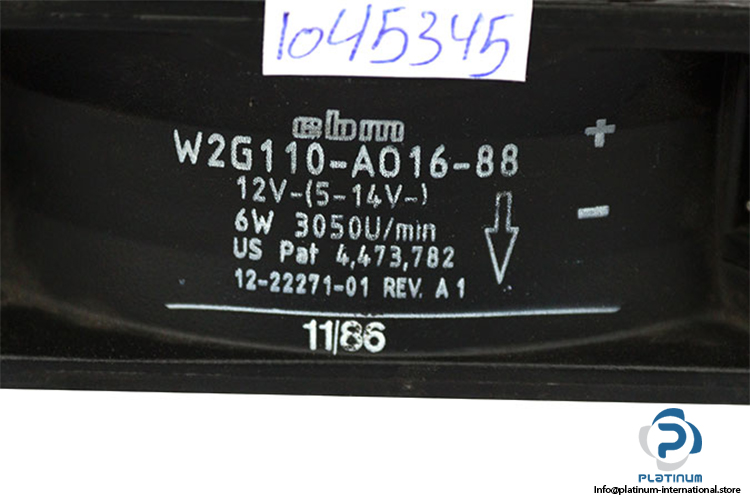 1045345
ebm
W2G110-AO16-88
+
12V-(5-14V-)
-
6W 3050U/min
US Pat 4,473,782
12-22271-01 REV. A 1
11/86
PLATINUM
Info@platinum-international.store